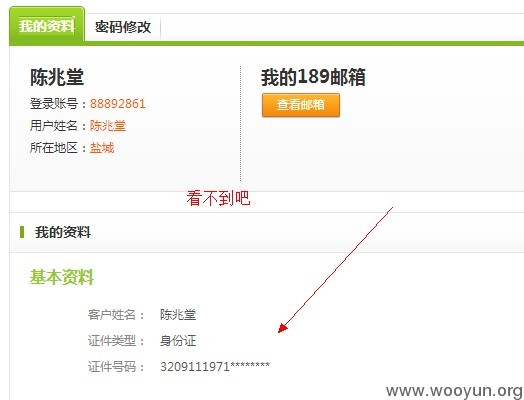 我的资料 密码修改
陈兆堂 我的189邮箱
登录账号：88892861 查看邮箱
用户姓名：陈兆堂
所在地区：盐城
看不到吧
我的资料
基本资料
客户姓名： 陈兆堂
证件类型： 身份证
证件号码： 3209111971********
www.wooyun.org